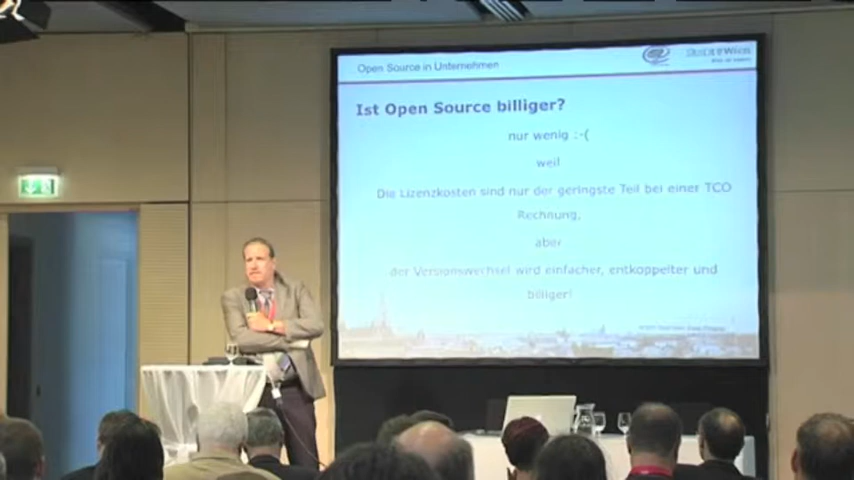 Open Source in Unternehmen
Ist Open Source billiger?
nur wenig :-(
weil
Die Lizenzkosten sind nur der geringste Teil bei einer TCO
Rechnung,
aber
der Versionswechsel wird einfacher, entkoppelter und
billiger!